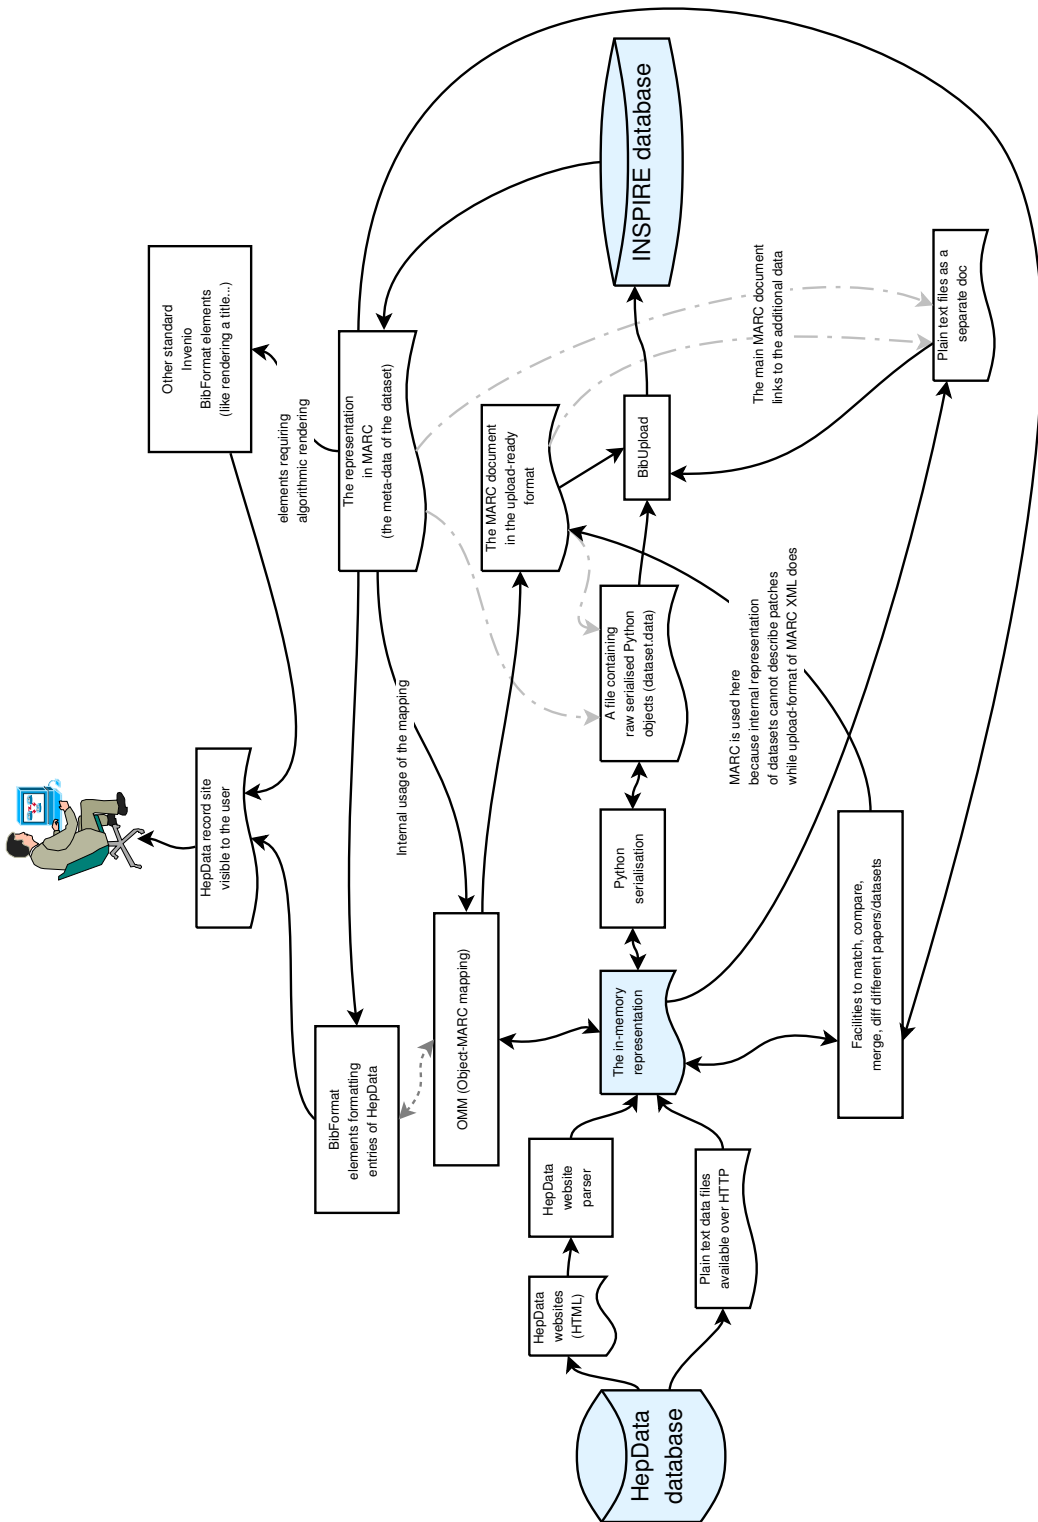 HepData
database
HepData
websites
(HTML)
HepData
website
parser
Plain text data files
available over HTTP
The in-memory
representation
OMM (Object-MARC mapping)
BibFormat
elements formatting
entries of HepData
HepData record site
visible to the user
Internal usage of the mapping
Python
serialisation
A file containing
raw serialised Python
objects (dataset.data)
Facilities to match, compare,
merge, diff different papers/datasets
MARC is used here
because internal representation
of datasets cannot describe patches
while upload-format of MARC XML does
The MARC document
in the upload-ready
format
BibUpload
The representation
in MARC
(the meta-data of the dataset)
elements requiring
algorithmic rendering
Other standard
Invenio
BibFormat elements
(like rendering a title...)
INSPIRE database
The main MARC document
links to the additional data
Plain text files as a
separate doc